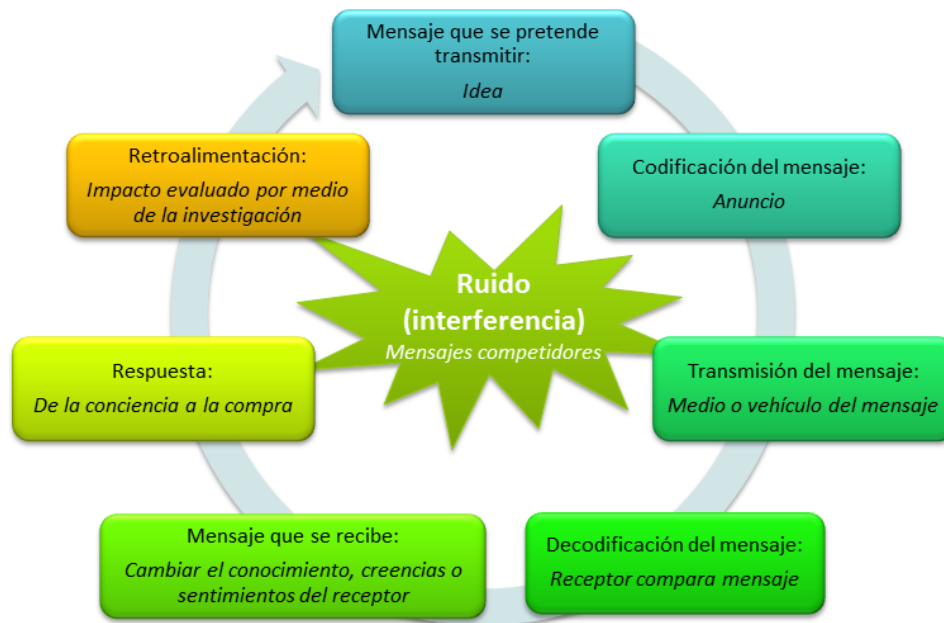 Mensaje que se pretende
transmitir:
Idea
Codificación del mensaje:
Anuncio
Transmisión del mensaje:
Medio o vehículo del mensaje
Decodificación del mensaje:
Receptor compara mensaje
Mensaje que se recibe:
Cambiar el conocimiento, creencias o
sentimientos del receptor
Respuesta:
De la conciencia a la compra
Retroalimentación:
Impacto evaluado por medio
de la investigación
Ruido
(interferencia)
Mensajes competidores